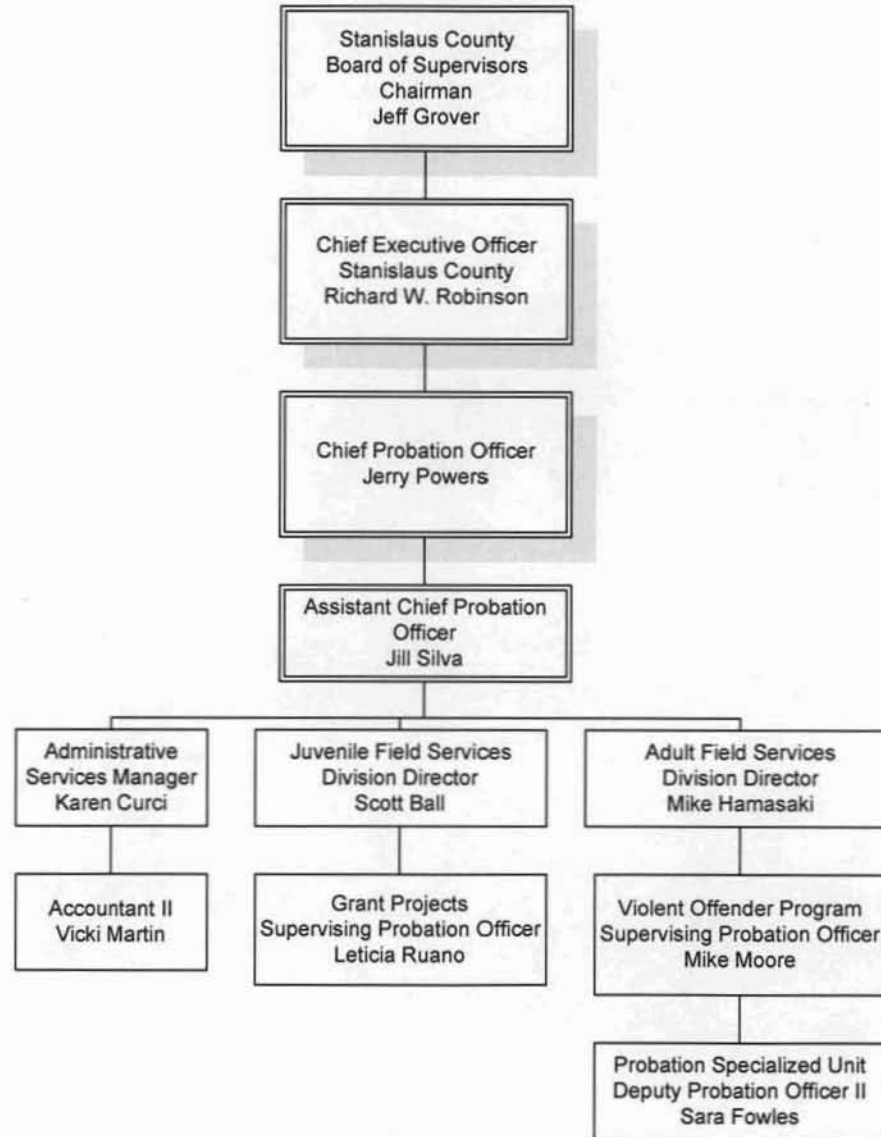 Stanislaus County
Board of Supervisors
Chairman
Jeff Grover
Chief Executive Officer
Stanislaus County
Richard W. Robinson
Chief Probation Officer
Jerry Powers
Assistant Chief Probation
Officer
Jill Silva
Administrative
Services Manager
Karen Curci
Juvenile Field Services
Division Director
Scott Ball
Adult Field Services
Division Director
Mike Hamasaki
Accountant II
Vicki Martin
Grant Projects
Supervising Probation Officer
Leticia Ruano
Violent Offender Program
Supervising Probation Officer
Mike Moore
Probation Specialized Unit
Deputy Probation Officer II
Sara Fowles